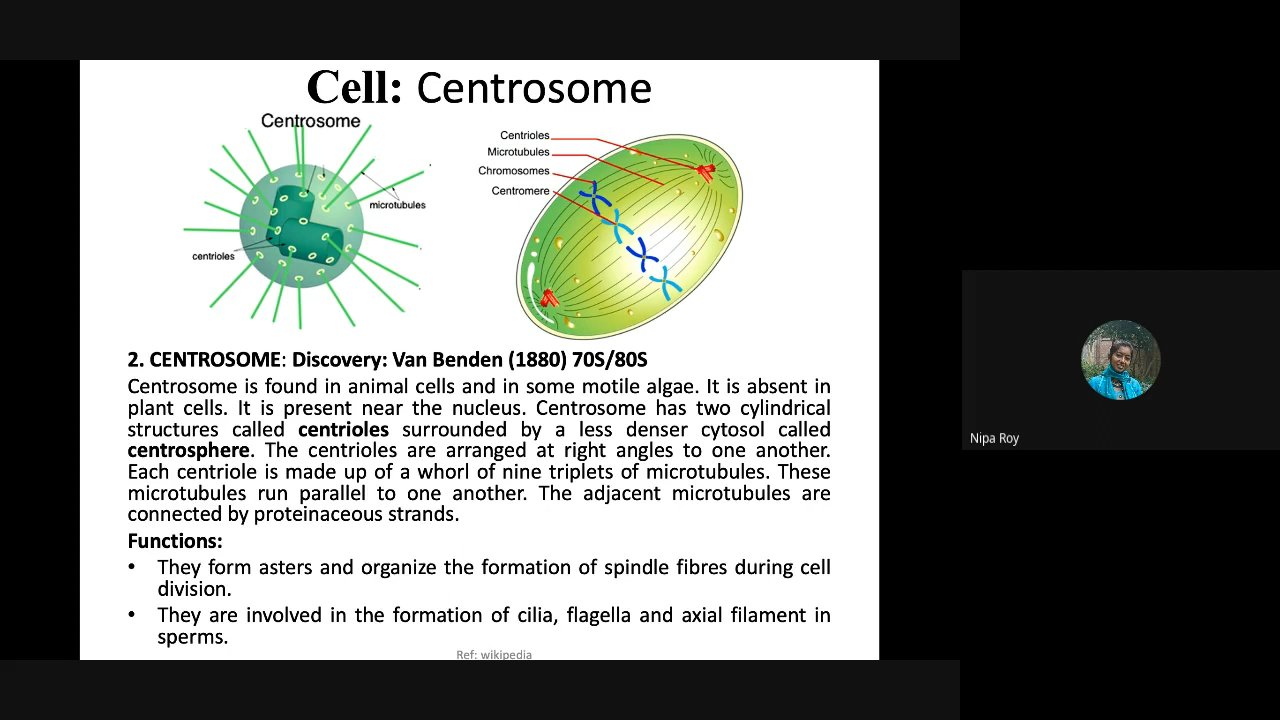 Cell: Centrosome
Centrosome
microtubules
centrioles
Centrioles
Microtubules
Chromosomes
Centromere
2. CENTROSOME: Discovery: Van Benden (1880) 70S/80S
Centrosome is found in animal cells and in some motile algae. It is absent in
plant cells. It is present near the nucleus. Centrosome has two cylindrical
structures called centrioles surrounded by a less denser cytosol called
centrosphere. The centrioles are arranged at right angles to one another.
Each centriole is made up of a whorl of nine triplets of microtubules. These
microtubules run parallel to one another. The adjacent microtubules are
connected by proteinaceous strands.
Functions:
• They form asters and organize the formation of spindle fibres during cell
division.
• They are involved in the formation of cilia, flagella and axial filament in
sperms.
Ref: wikipedia
Nipa Roy